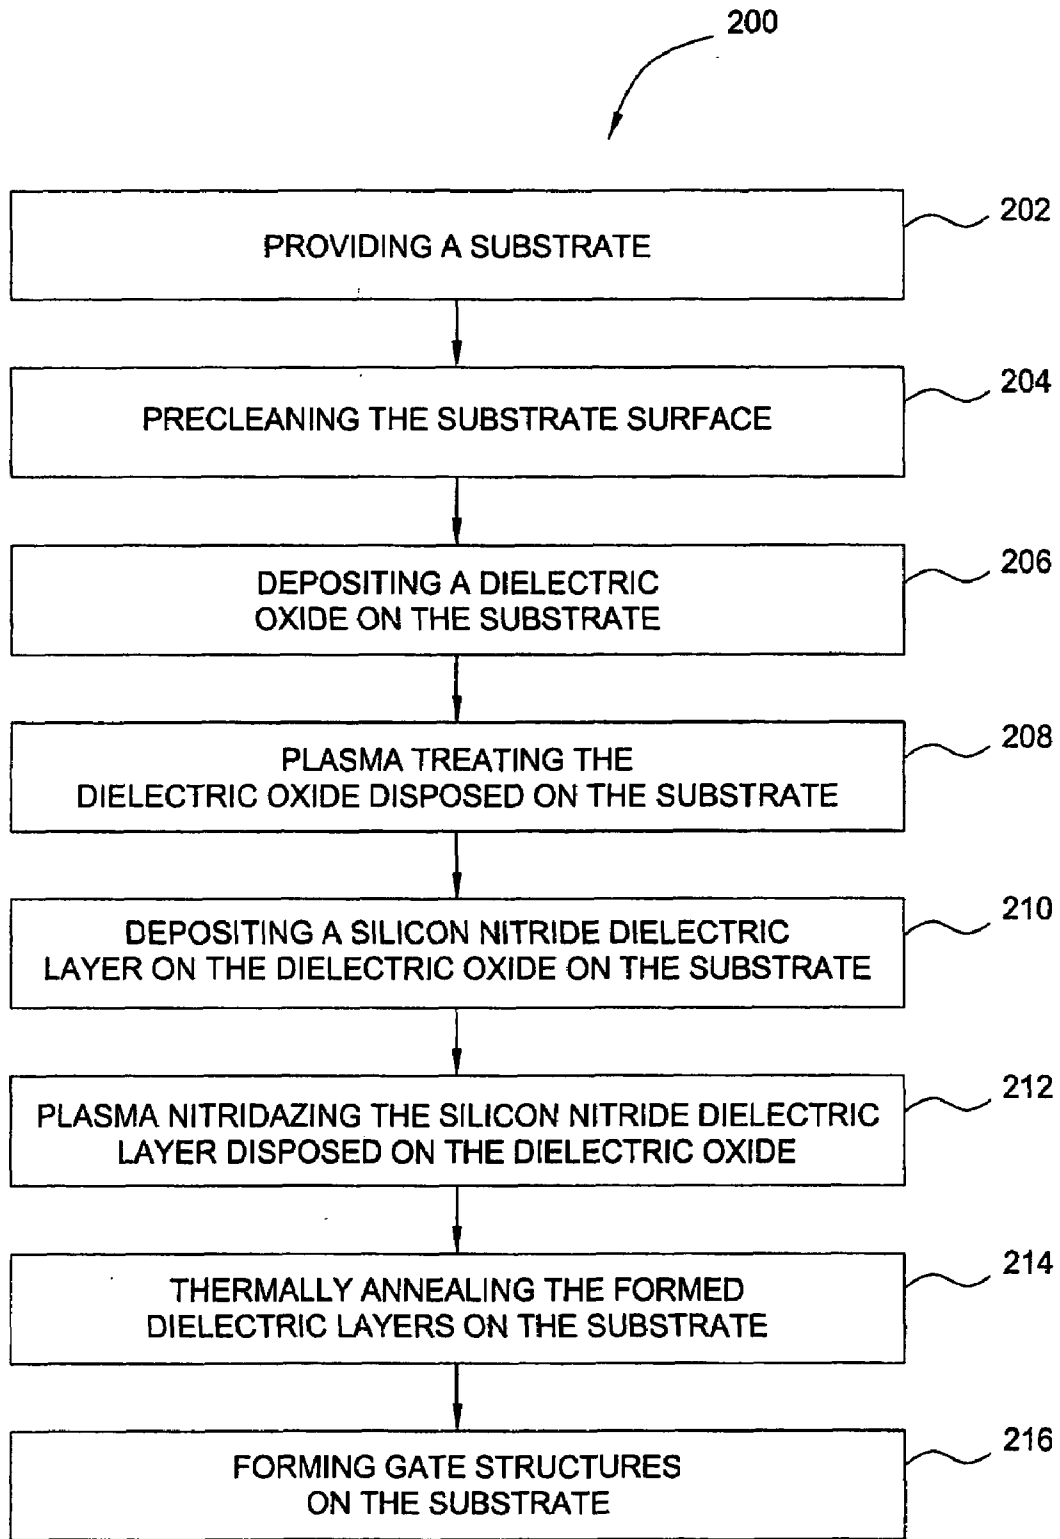 200
PROVIDING A SUBSTRATE
202
PRECLEANING THE SUBSTRATE SURFACE
204
DEPOSITING A DIELECTRIC
OXIDE ON THE SUBSTRATE
206
PLASMA TREATING THE
DIELECTRIC OXIDE DISPOSED ON THE SUBSTRATE
208
DEPOSITING A SILICON NITRIDE DIELECTRIC
LAYER ON THE DIELECTRIC OXIDE ON THE SUBSTRATE
210
PLASMA NITRIDAZING THE SILICON NITRIDE DIELECTRIC
LAYER DISPOSED ON THE DIELECTRIC OXIDE
212
THERMALLY ANNEALING THE FORMED
DIELECTRIC LAYERS ON THE SUBSTRATE
214
FORMING GATE STRUCTURES
ON THE SUBSTRATE
216